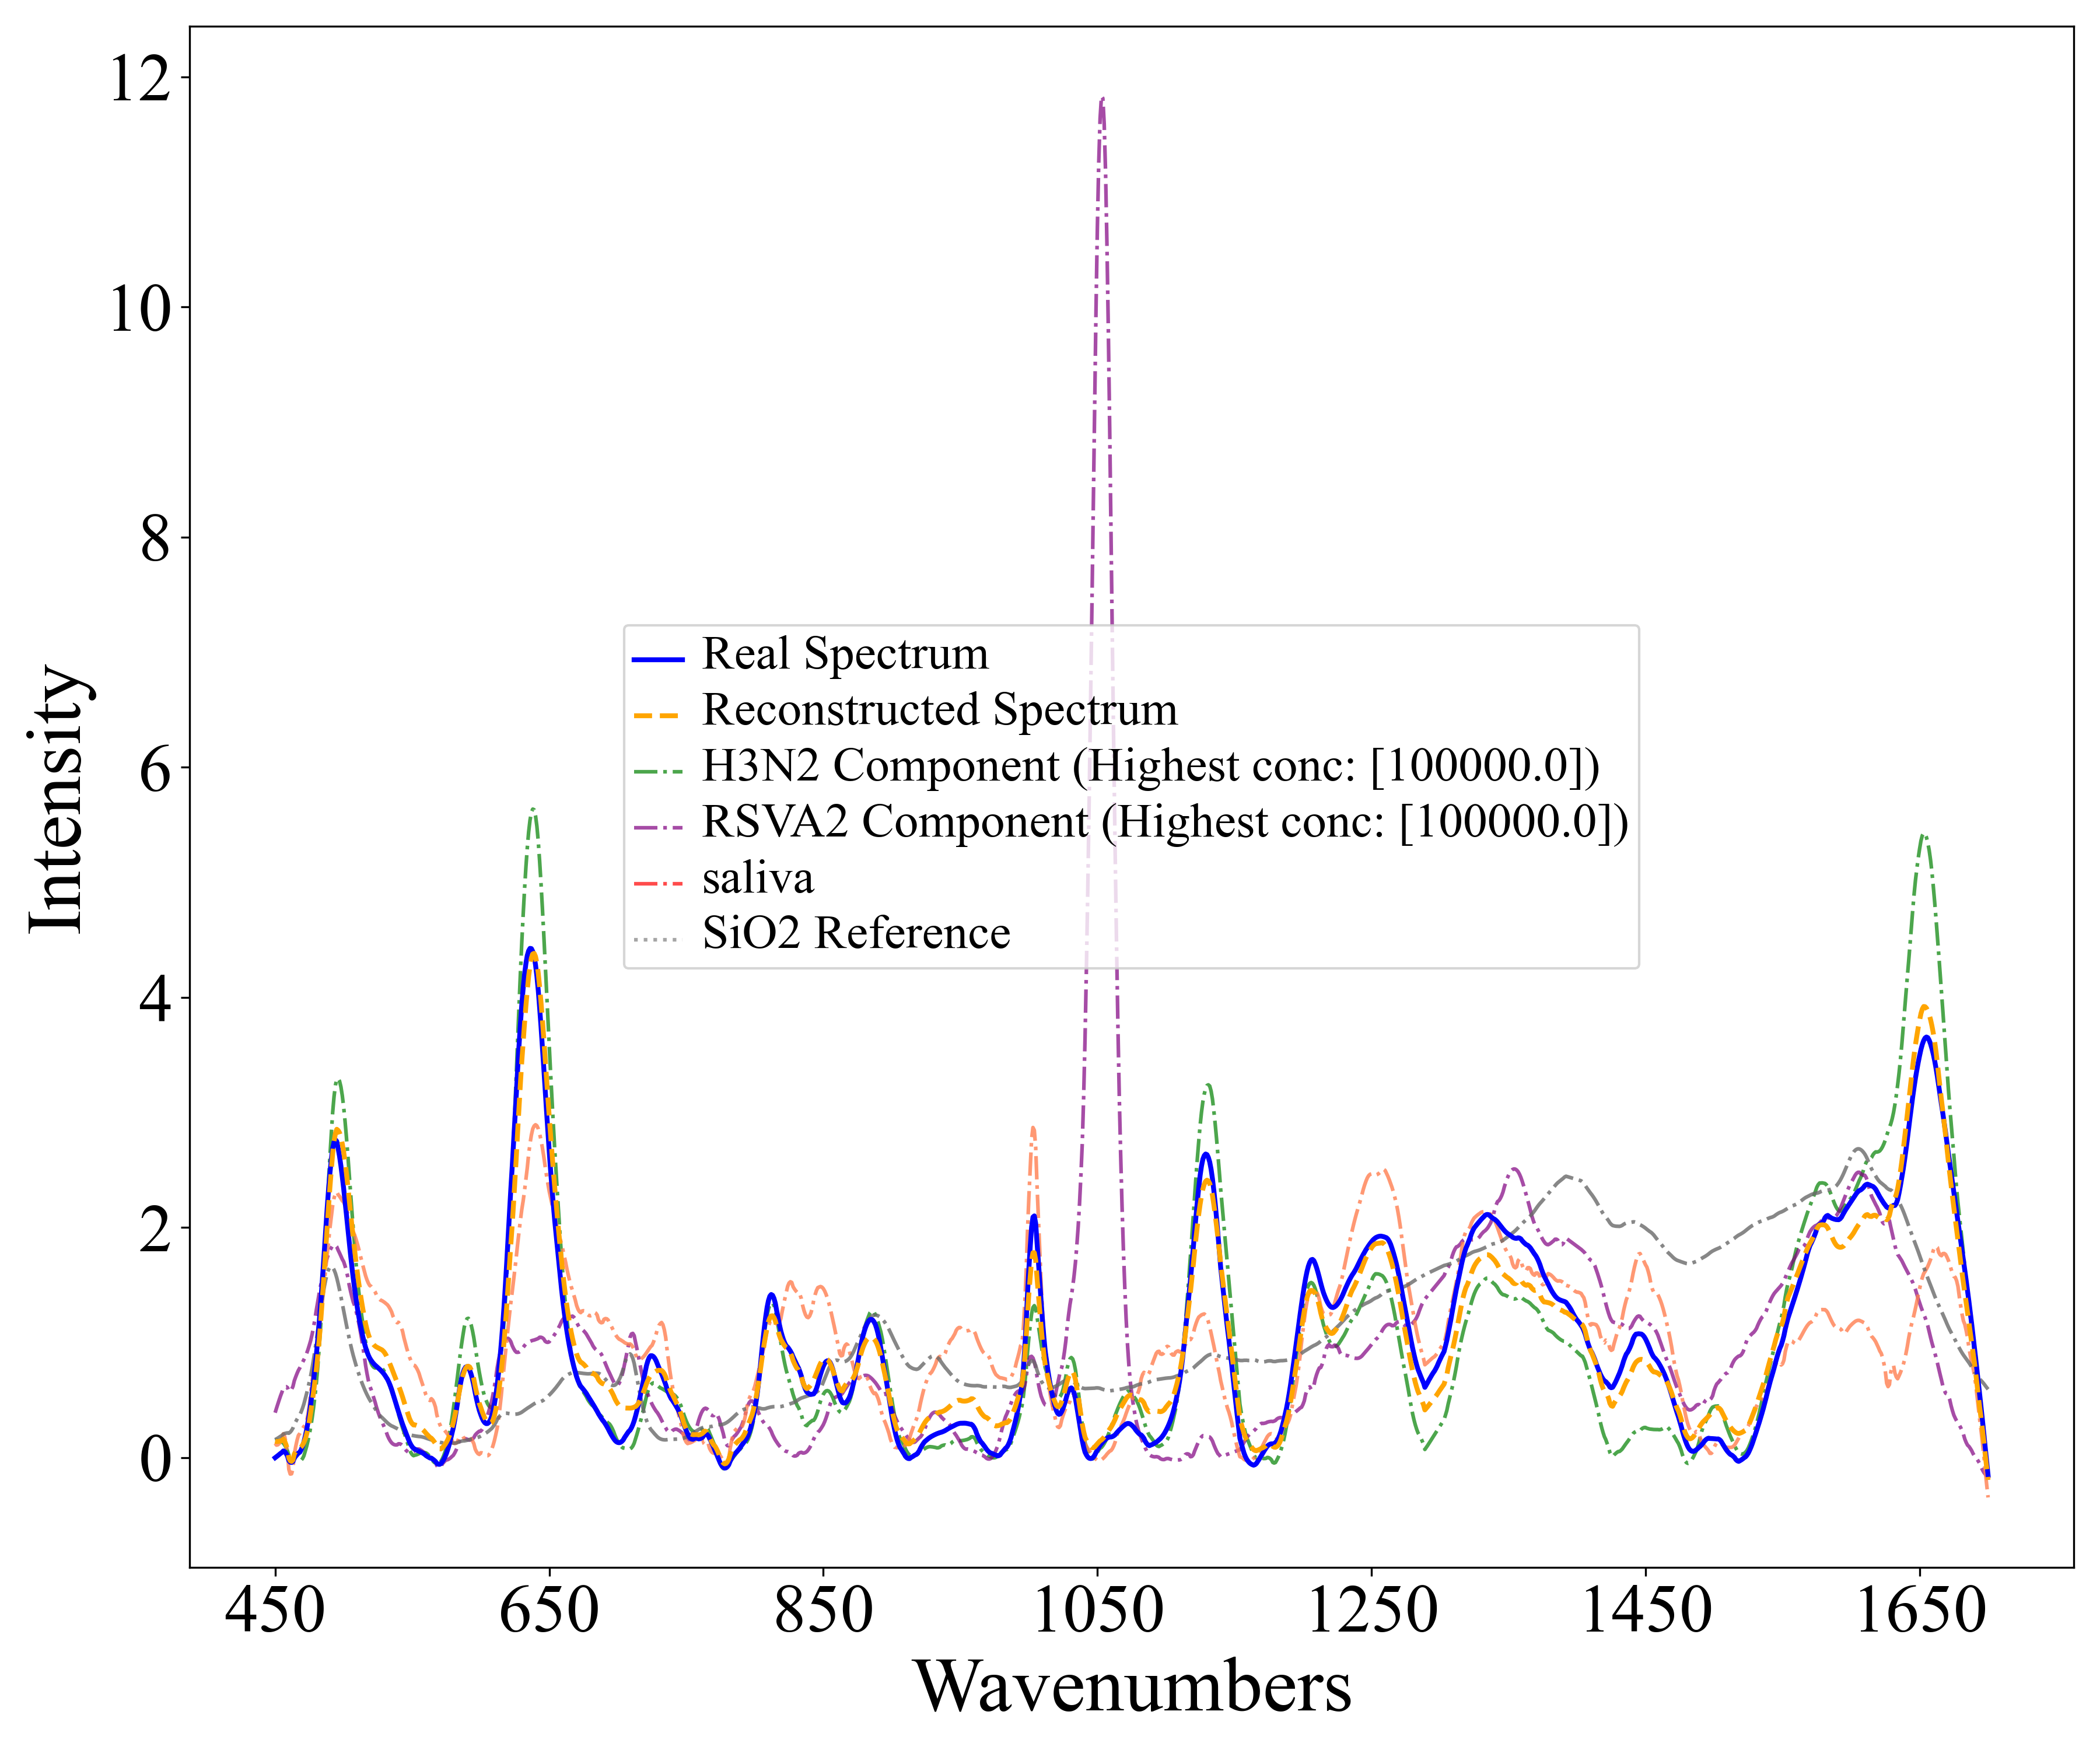 12
10
8
6
4
2
0
Intensity
Real Spectrum
Reconstructed Spectrum
H3N2 Component (Highest conc: [100000.0])
RSVA2 Component (Highest conc: [100000.0])
saliva
SiO2 Reference
450 650 850 1050 1250 1450 1650
Wavenumbers